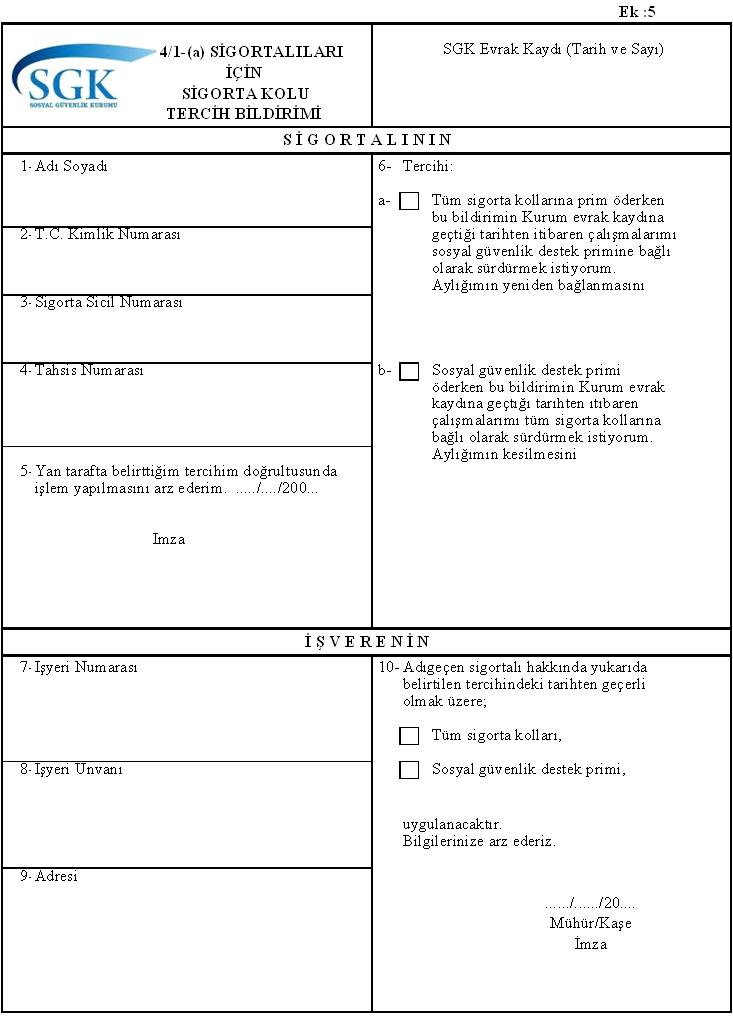 Ek :5
SGK
SOSYAL GÜVENLİK KURUMU
4/1-(a) SİGORTALILARI
İÇİN
SİGORTA KOLU
TERCİH BİLDİRİMİ
SGK Evrak Kaydı (Tarih ve Sayı)
SİGORTALININ
1- Adı Soyadı
2- T.C. Kimlik Numarası
3- Sigorta Sicil Numarası
4- Tahsis Numarası
5- Yan tarafta belirttiğim tercihim doğrultusunda
işlem yapılmasını arz ederim. ...../..../200...
İmza
6- Tercihi:
a- Tüm sigorta kollarına prim öderken
bu bildirimin Kurum evrak kaydına
geçtiği tarihten itibaren çalışmalarımı
sosyal güvenlik destek primine bağlı
olarak sürdürmek istiyorum.
Aylığımın yeniden bağlanmasını
b- Sosyal güvenlik destek primi
öderken bu bildirimin Kurum evrak
kaydına geçtığı tarıhten ıtıbaren
çalışmalarımı tüm sigorta kollarına
bağlı olarak sürdürmek istiyorum.
Aylığımın kesilmesini
İŞVERENİN
7- İşyeri Numarası
8- İşyeri Unvanı
9- Adresi
10- Adıgeçen sigortalı hakkında yukarıda
belirtilen tercihindeki tarihten geçerli
olmak üzere;
Tüm sigorta kolları,
Sosyal güvenlik destek primi,
uygulanacaktır.
Bilgilerinize arz ederiz.
....../....../20....
Mühür/Kaşe
İmza